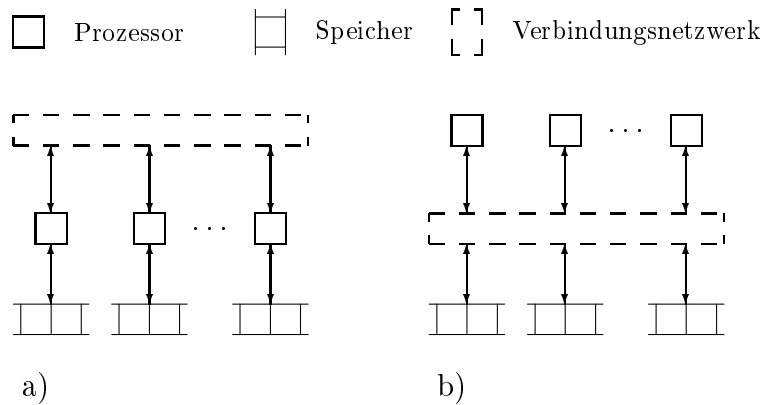 Prozessor Speicher Verbindungsnetzwerk
· · ·
· · ·
a) b)